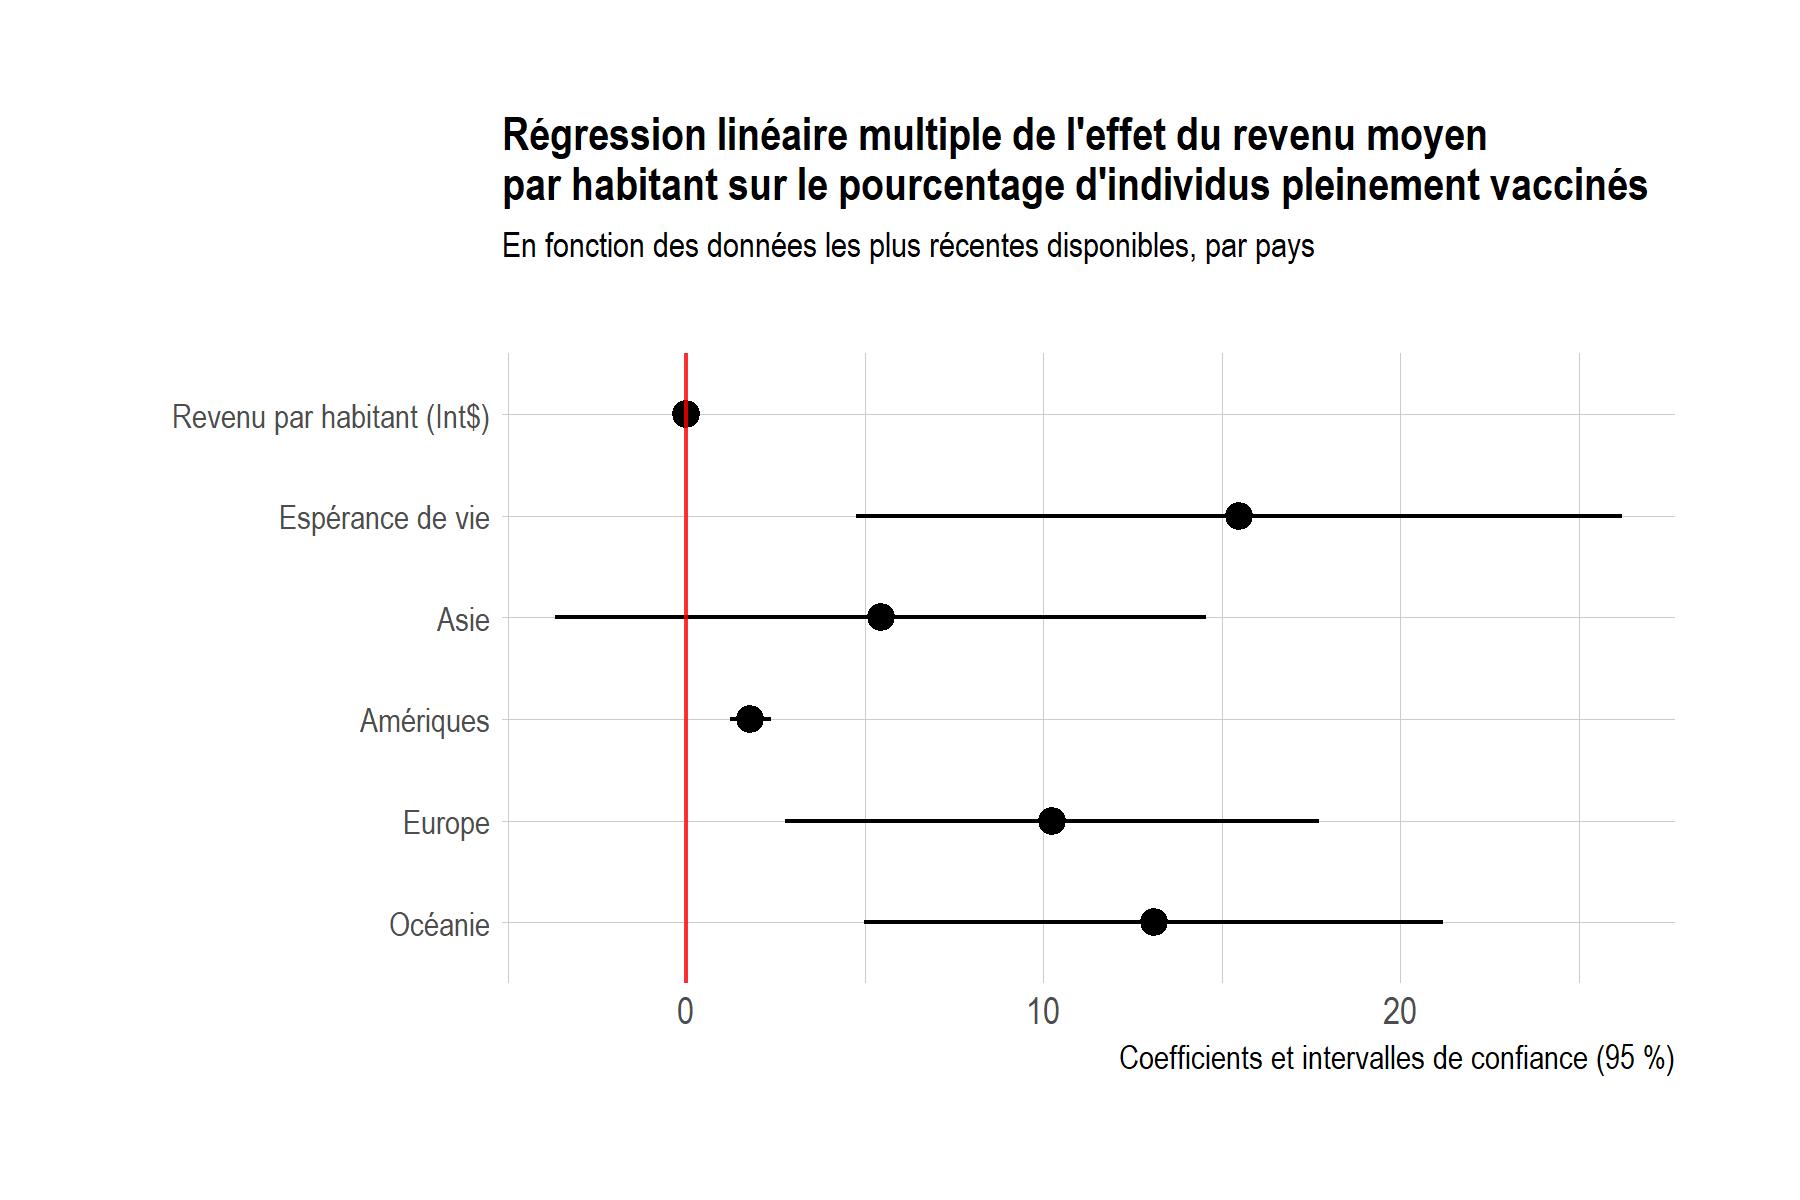 Régression linéaire multiple de l'effet du revenu moyen
par habitant sur le pourcentage d'individus pleinement vaccinés
En fonction des données les plus récentes disponibles, par pays
Revenu par habitant (Int$)
Espérance de vie
Asie
Amériques
Europe
Océanie
0 10 20
Coefficients et intervalles de confiance (95 %)